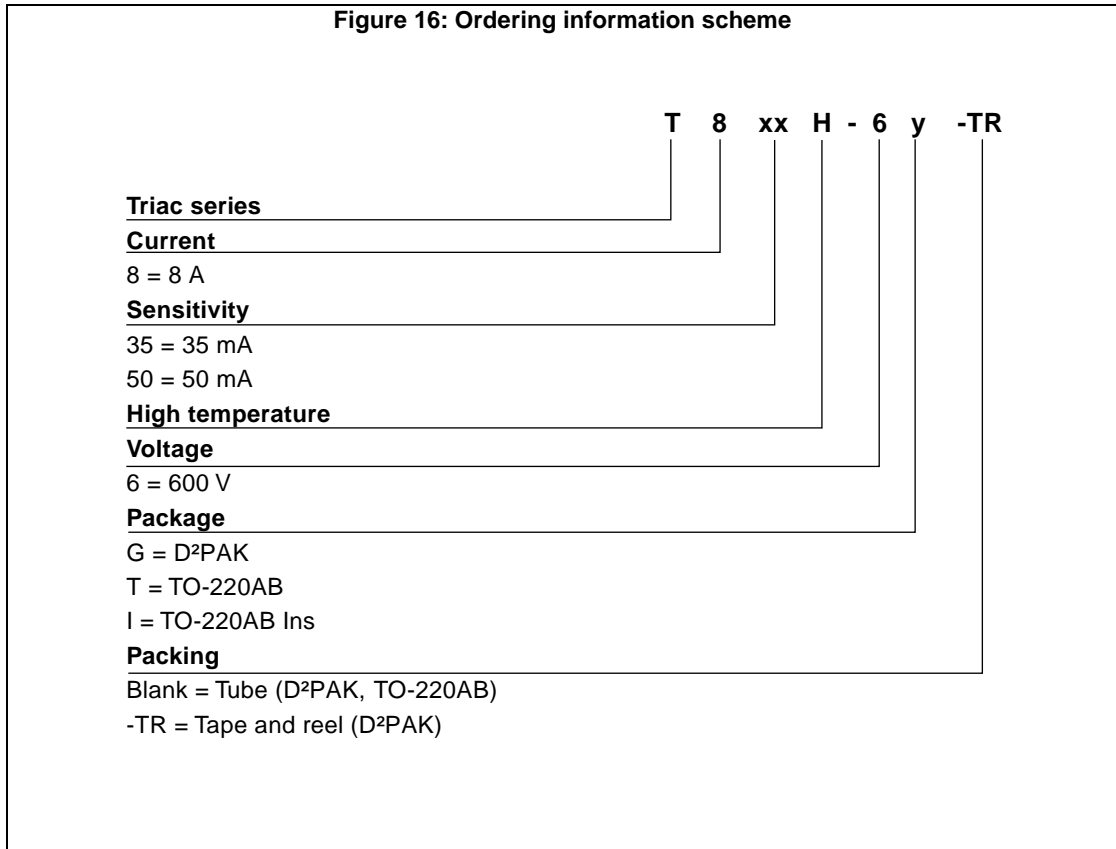 Figure 16: Ordering information scheme
T 8 xx H - 6 y -TR
Triac series
Current
8 = 8 A
Sensitivity
35 = 35 mA
50 = 50 mA
High temperature
Voltage
6 = 600 V
Package
G = D²PAK
T = TO-220AB
I = TO-220AB Ins
Packing
Blank = Tube (D²PAK, TO-220AB)
-TR = Tape and reel (D²PAK)